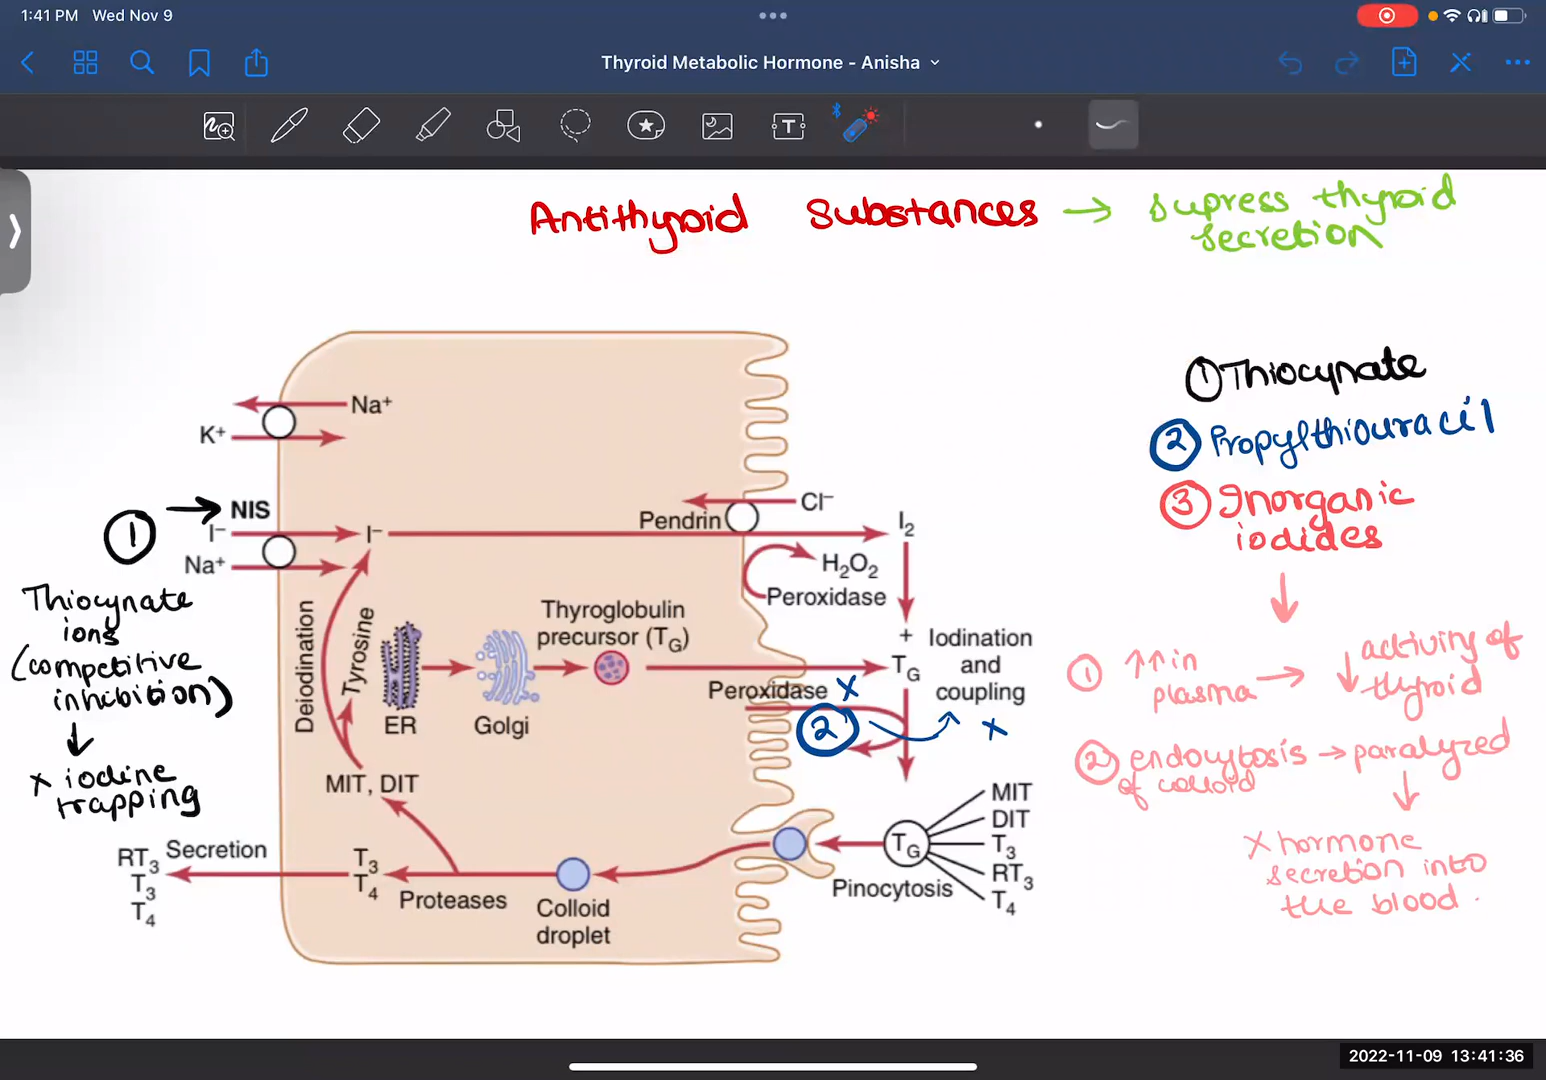 1:41 PM Wed Nov 9
Thyroid Metabolic Hormone - Anisha
T
Antithyroid Substances → supress thyroid
secretion
Na⁺
K⁺
① → NIS
I⁻
I⁻
Na⁺
Thiocynate
ions
(competitive
inhibition)
↓
x iodine
trapping
Cl⁻
Pendrin
I₂
H₂O₂
Peroxidase
Deiodination
Tyrosine
ER
Golgi
Thyroglobulin
precursor (T_G)
+
T_G
Iodination
and
coupling
Peroxidase x
②
x
MIT, DIT
MIT
DIT
T₃
RT₃
T₄
T_G
Pinocytosis
Colloid
droplet
Proteases
T₃
T₄
Secretion
RT₃
T₃
T₄
① Thiocynate
② Propylthiouracil
③ Inorganic
iodides
↓
① ↑↑ in
plasma → ↓ activity of
thyroid
② endocytosis → paralyzed
of colloid
↓
x hormone
secretion into
the blood.
2022-11-09 13:41:36